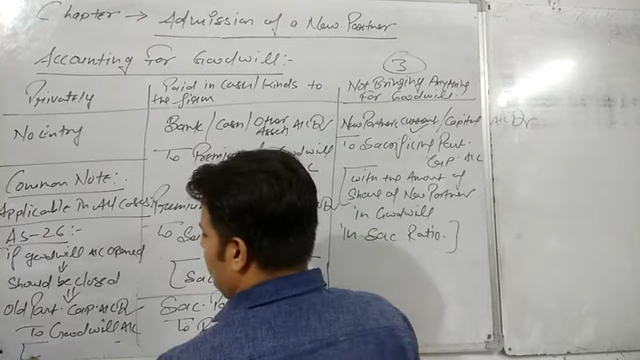 Chapter → Admission of a New Partner
Accounting For Goodwill:-
Privately
No Entry
Common Note:-
Applicable in All Cases
AS-26:-
if goodwill A/c opened
⇓
Should be closed
⇓
Old Part. Cap. A/c Dr
To Goodwill A/c
Paid in cash/kinds to
the firm
Bank/Cash/Other
Assets A/c Dr
To Premium Goodwill
Premium
To
[Sac
Sac.
To
3
Not Bringing Anything
For Goodwill.
New Partners current/Capital A/c Dr
To Sacrificing Part.
Cap. A/c
[with the Amount of
Share of New Partner
in Goodwill
In Sac Ratio.]